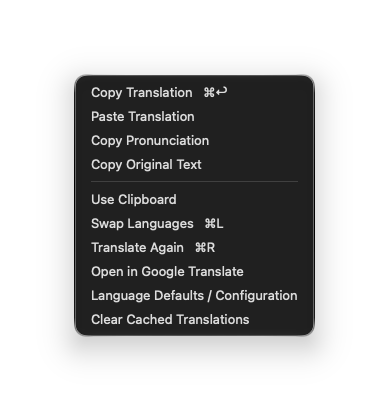 Copy Translation ⌘↩
Paste Translation
Copy Pronunciation
Copy Original Text
Use Clipboard
Swap Languages ⌘L
Translate Again ⌘R
Open in Google Translate
Language Defaults / Configuration
Clear Cached Translations